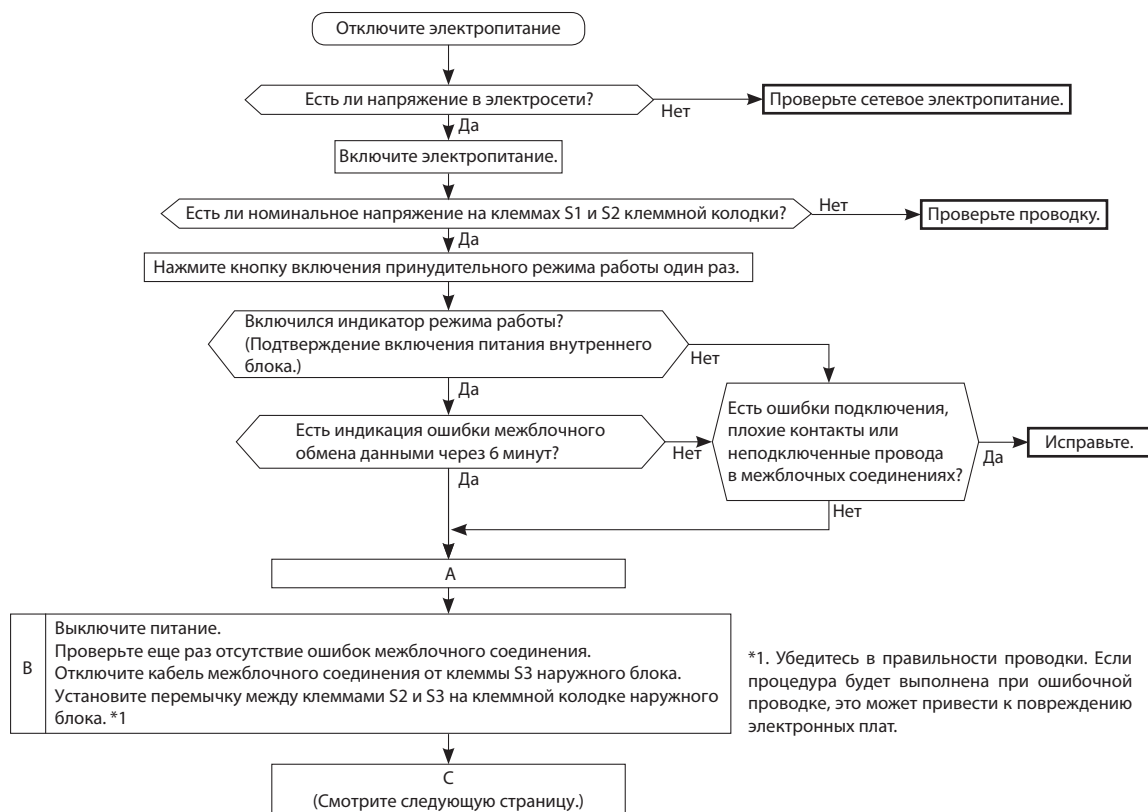 Отключите электропитание
Есть ли напряжение в электросети?
Нет
Проверьте сетевое электропитание.
Да
Включите электропитание.
Есть ли номинальное напряжение на клеммах S1 и S2 клеммной колодки?
Нет
Проверьте проводку.
Да
Нажмите кнопку включения принудительного режима работы один раз.
Включился индикатор режима работы?
(Подтверждение включения питания внутреннего
блока.)
Нет
Да
Есть индикация ошибки межблочного
обмена данными через 6 минут?
Нет
Да
Есть ошибки подключения,
плохие контакты или
неподключенные провода
в межблочных соединениях?
Да
Исправьте.
Нет
A
B
Выключите питание.
Проверьте еще раз отсутствие ошибок межблочного соединения.
Отключите кабель межблочного соединения от клеммы S3 наружного блока.
Установите перемычку между клеммами S2 и S3 на клеммной колодке наружного
блока. *1
*1. Убедитесь в правильности проводки. Если
процедура будет выполнена при ошибочной
проводке, это может привести к повреждению
электронных плат.
C
(Смотрите следующую страницу.)